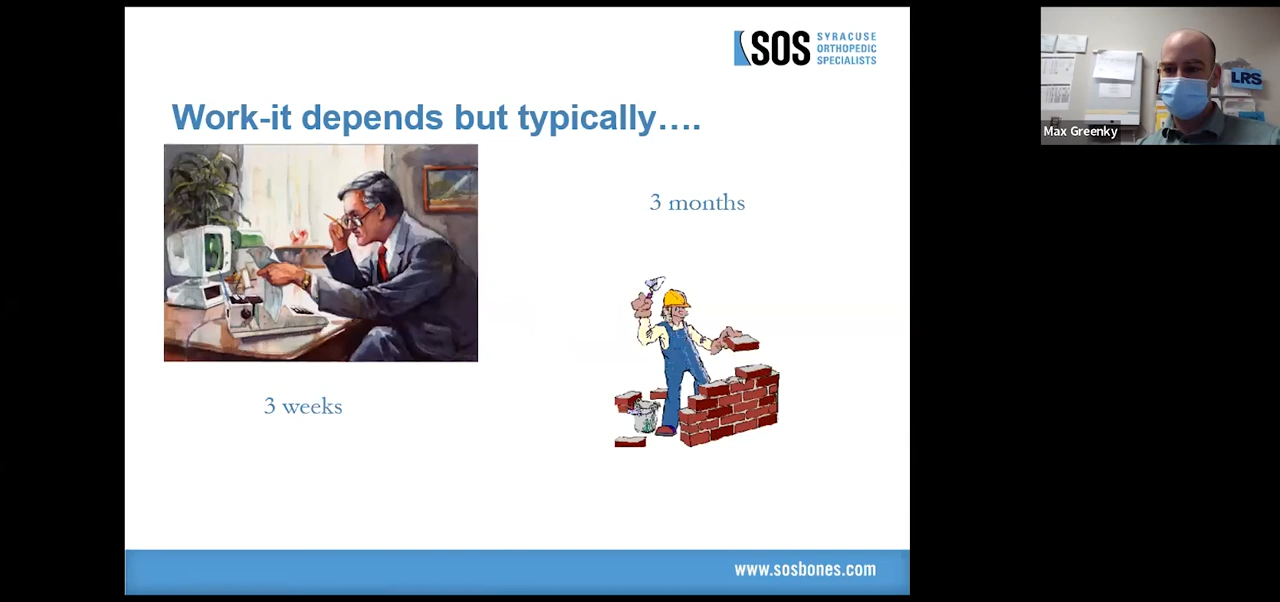 SOS
SYRACUSE
ORTHOPEDIC
SPECIALISTS
Work-it depends but typically….
3 months
3 weeks
www.sosbones.com
LRS
Max Greenky